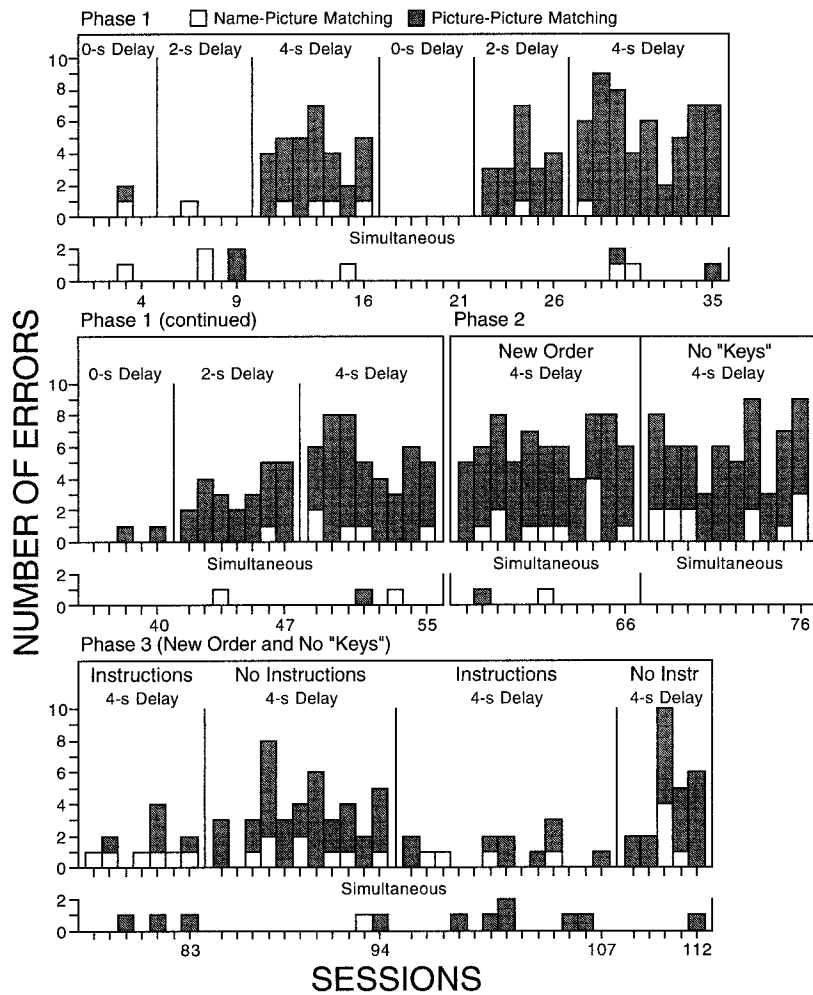 Phase 1 Name-Picture Matching Picture-Picture Matching
0-s Delay 2-s Delay 4-s Delay 0-s Delay 2-s Delay 4-s Delay
10
8
6
4
2
0
Simultaneous
2
0
4 9 16 21 26 35
NUMBER OF ERRORS
Phase 1 (continued) Phase 2
New Order No "Keys"
0-s Delay 2-s Delay 4-s Delay 4-s Delay 4-s Delay
10
8
6
4
2
0
Simultaneous Simultaneous Simultaneous
2
0
40 47 55 66 76
Phase 3 (New Order and No "Keys")
Instructions No Instructions Instructions No Instr
4-s Delay 4-s Delay 4-s Delay 4-s Delay
10
8
6
4
2
0
Simultaneous
2
0
83 94 107 112
SESSIONS